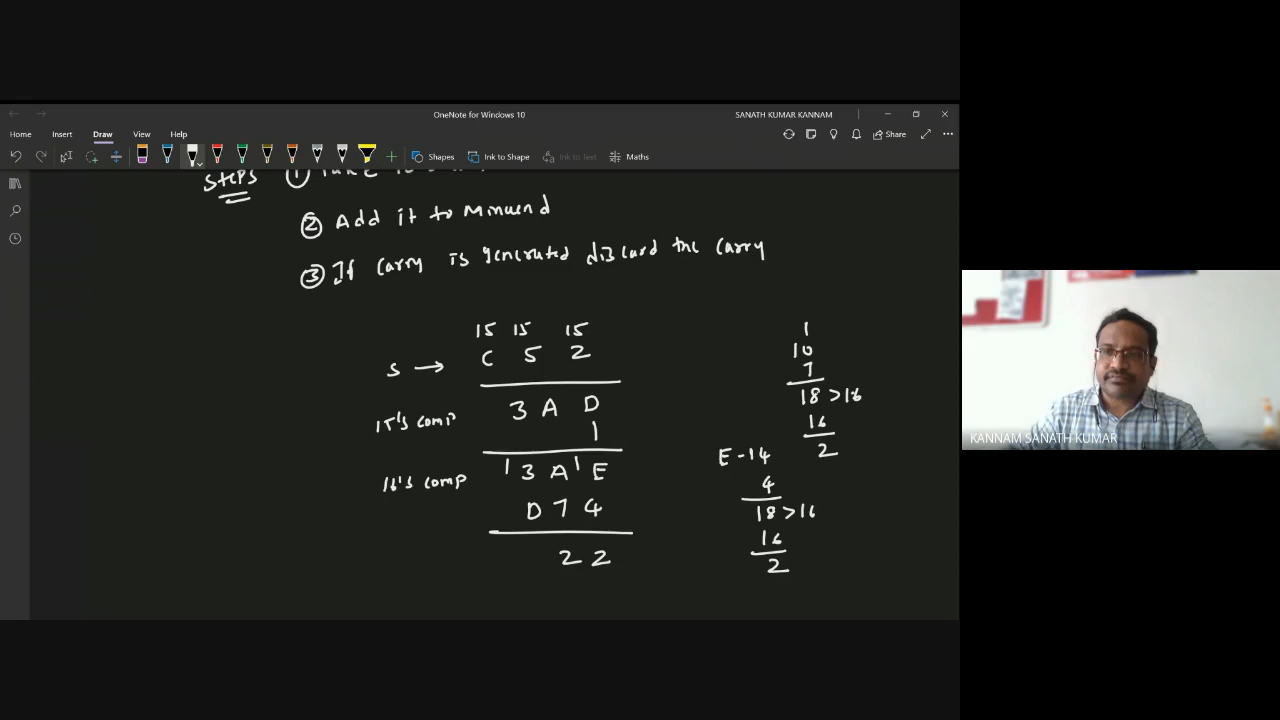 OneNote for Windows 10
SANATH KUMAR KANNAM
Home Insert Draw View Help
Share
Shapes Ink to Shape Ink to Text Maths
Steps ①
② Add it to Minuend
③ If carry is generated discard the carry
15 15 15
S → C 5 2
15's comp 3 A D
1
16's comp 1 3 A 1 E
D 7 4
2 2
1
10
7
18 > 16
16
2
E - 14
4
18 > 16
16
2
KANNAM SANATH KUMAR